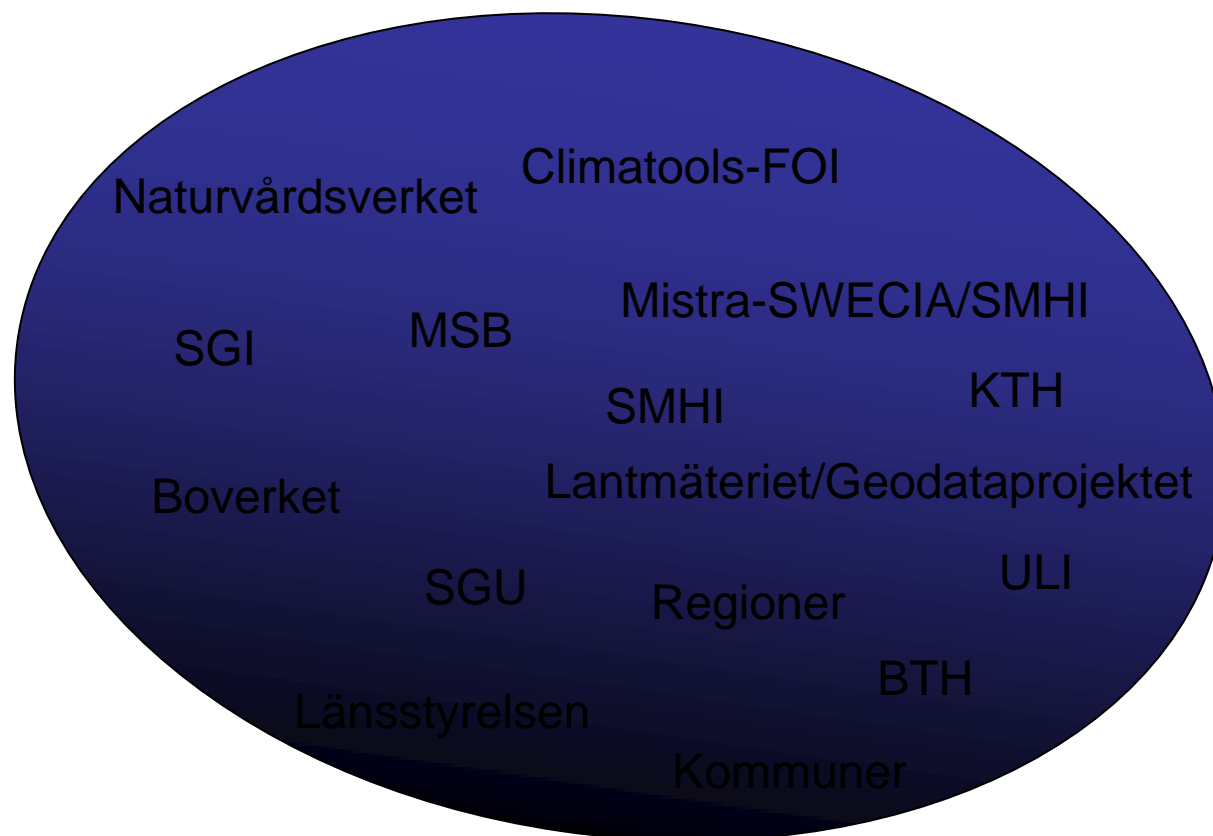 Climatools-FOI
Naturvårdsverket
Mistra-SWECIA/SMHI
MSB
SGI
KTH
SMHI
Lantmäteriet/Geodataprojektet
Boverket
ULI
SGU
Regioner
BTH
Länsstyrelsen
Kommuner